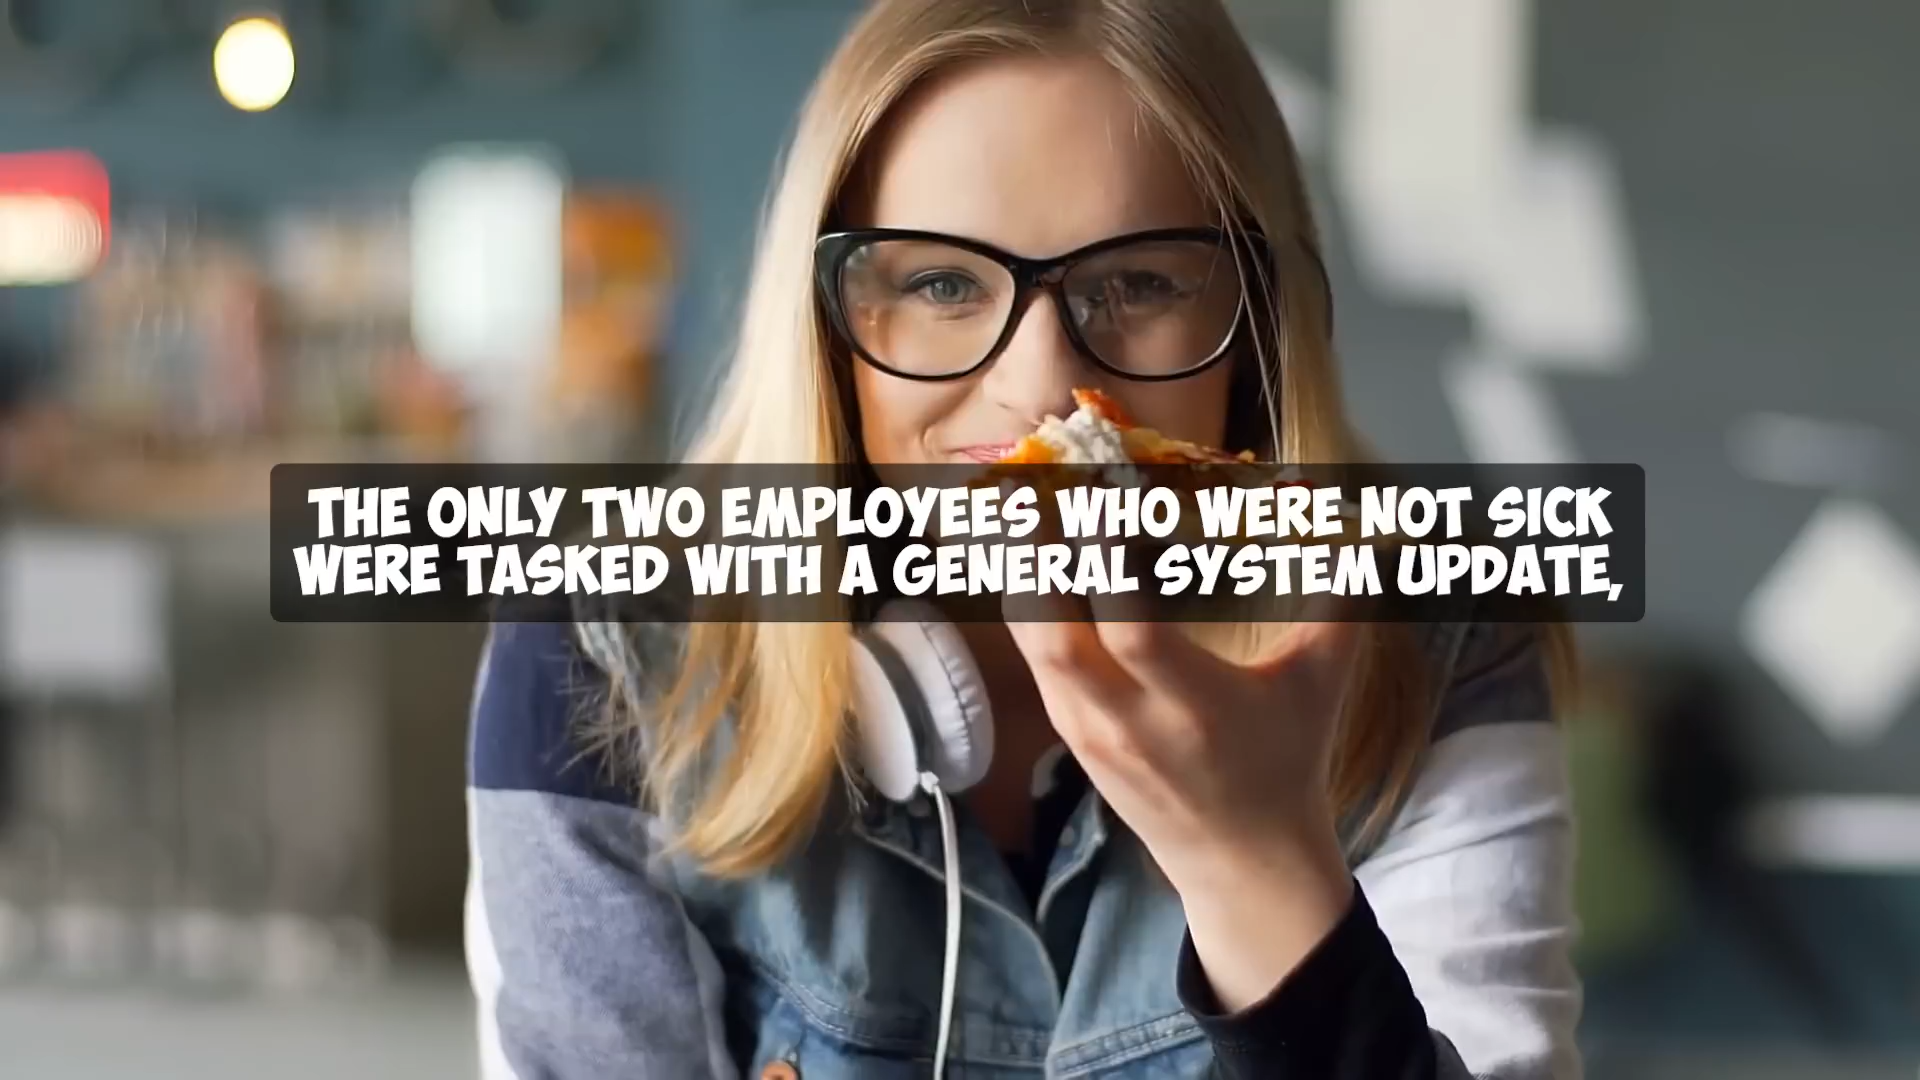 THE ONLY TWO EMPLOYEES WHO WERE NOT SICK
WERE TASKED WITH A GENERAL SYSTEM UPDATE,